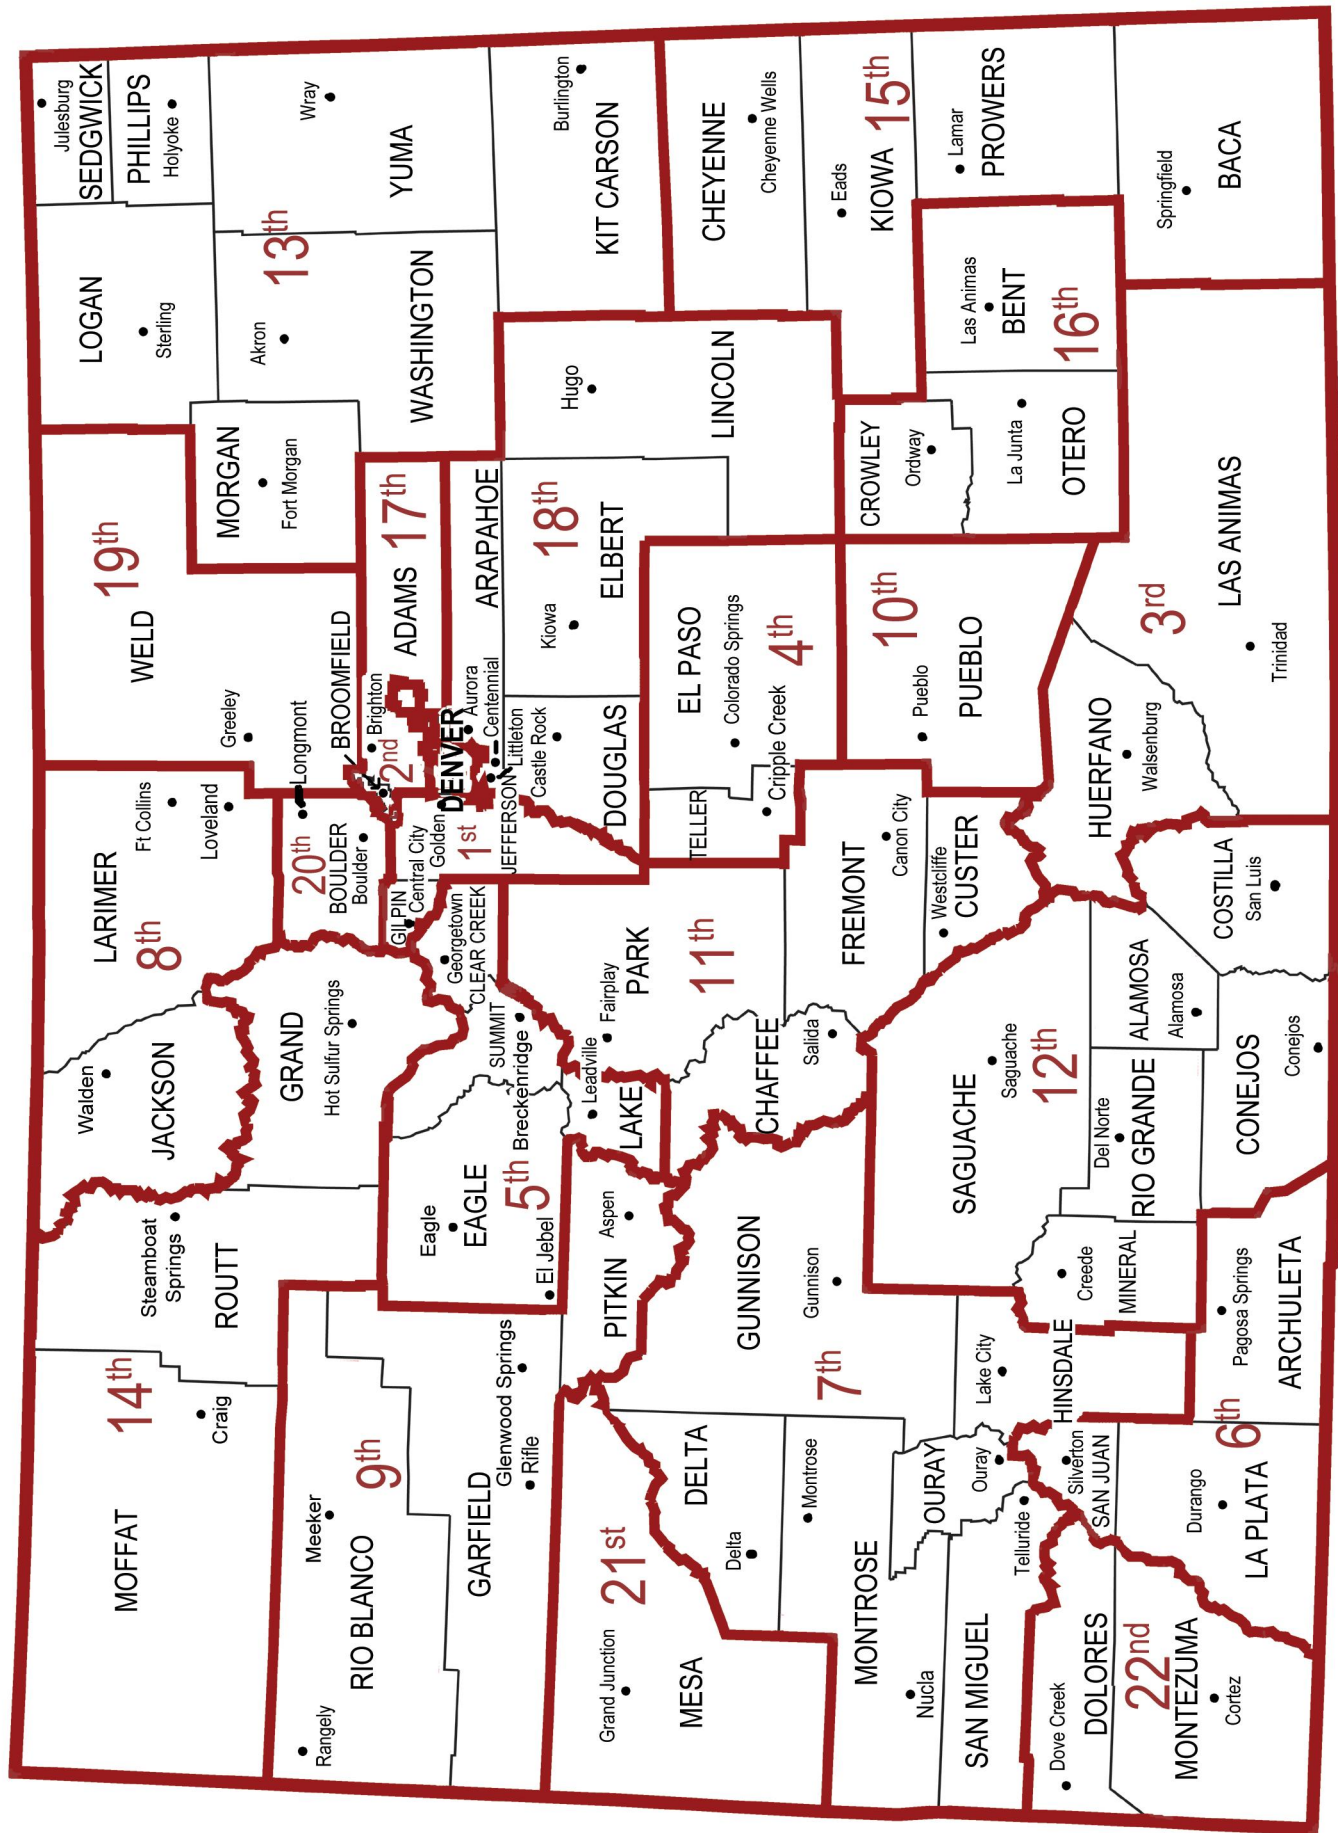 MOFFAT
Craig
14th
ROUTT
Steamboat
Springs
JACKSON
Walden
LARIMER
8th
Ft Collins
Loveland
WELD
19th
Greeley
LOGAN
Sterling
SEDGWICK
Julesburg
PHILLIPS
Holyoke
MORGAN
Fort Morgan
13th
WASHINGTON
Akron
YUMA
Wray
RIO BLANCO
Meeker
Rangely
9th
GARFIELD
Glenwood Springs
Rifle
GRAND
Hot Sulfur Springs
20th
BOULDER
Boulder
Longmont
BROOMFIELD
Brighton
2nd
ADAMS
17th
GILPIN
Central City
Golden
1st
JEFFERSON
DENVER
Aurora
Centennial
Littleton
ARAPAHOE
18th
EAGLE
Eagle
5th
El Jebel
SUMMIT
Breckenridge
Georgetown
CLEAR CREEK
DOUGLAS
Castle Rock
ELBERT
Kiowa
LINCOLN
Hugo
KIT CARSON
Burlington
MESA
Grand Junction
21st
PITKIN
Aspen
LAKE
Leadville
PARK
Fairplay
11th
TELLER
Cripple Creek
EL PASO
Colorado Springs
4th
CHEYENNE
Cheyenne Wells
DELTA
Delta
GUNNISON
Gunnison
7th
CHAFFEE
Salida
FREMONT
Canon City
CUSTER
Westcliffe
PUEBLO
Pueblo
10th
CROWLEY
Ordway
KIOWA
Eads
15th
MONTROSE
Montrose
Nucla
OURAY
Ouray
SAN MIGUEL
Telluride
HINSDALE
Lake City
SAGUACHE
Saguache
12th
OTERO
La Junta
16th
BENT
Las Animas
PROWERS
Lamar
DOLORES
Dove Creek
SAN JUAN
Silverton
MINERAL
Creede
RIO GRANDE
Del Norte
ALAMOSA
Alamosa
HUERFANO
Walsenburg
3rd
MONTEZUMA
Cortez
22nd
LA PLATA
Durango
6th
ARCHULETA
Pagosa Springs
CONEJOS
Conejos
COSTILLA
San Luis
LAS ANIMAS
Trinidad
BACA
Springfield